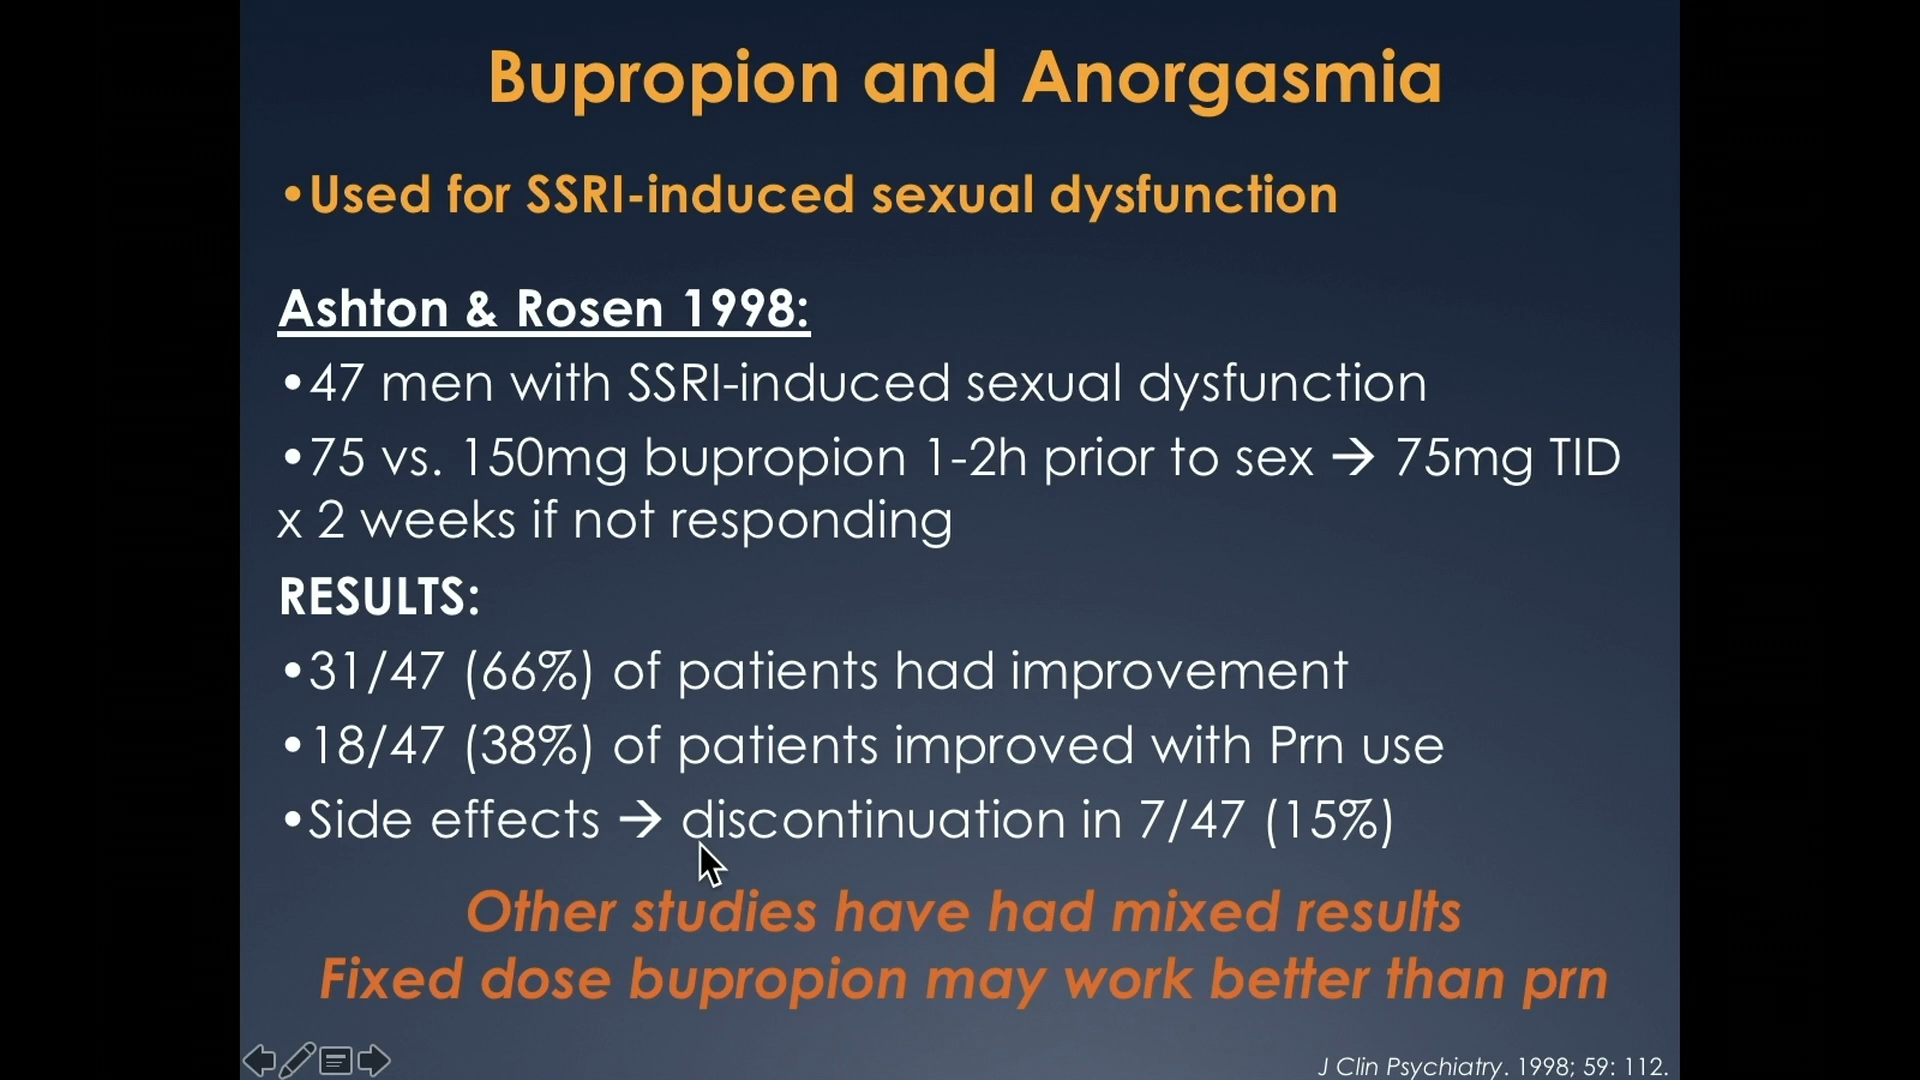 Bupropion and Anorgasmia
•Used for SSRI-induced sexual dysfunction
Ashton & Rosen 1998:
•47 men with SSRI-induced sexual dysfunction
•75 vs. 150mg bupropion 1-2h prior to sex → 75mg TID
x 2 weeks if not responding
RESULTS:
•31/47 (66%) of patients had improvement
•18/47 (38%) of patients improved with Prn use
•Side effects → discontinuation in 7/47 (15%)
Other studies have had mixed results
Fixed dose bupropion may work better than prn
J Clin Psychiatry. 1998; 59: 112.